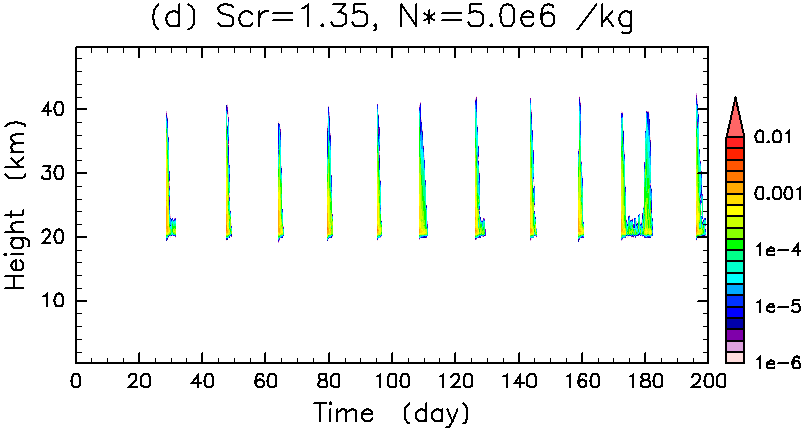 (d) Scr=1.35, N*=5.0e6 /kg
Height (km)
40
30
20
10
0 20 40 60 80 100 120 140 160 180 200
Time (day)
0.01
0.001
1e-4
1e-5
1e-6